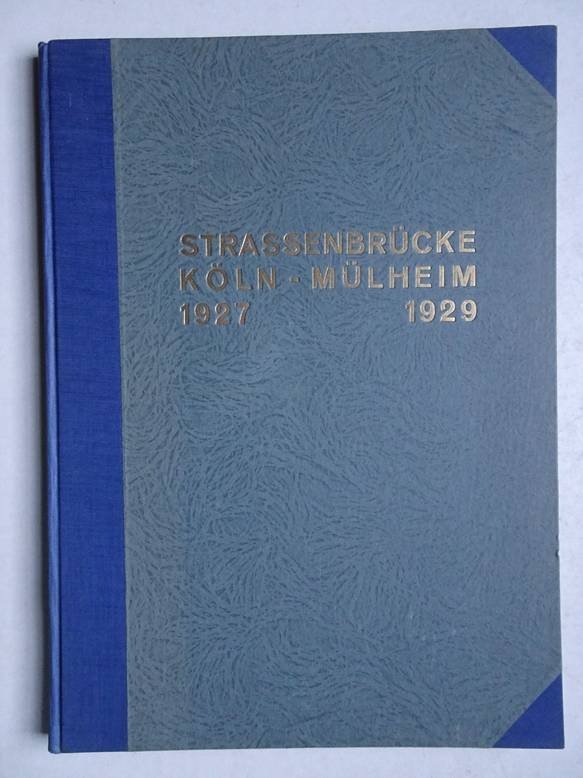 STRASSENBRÜCKE
KÖLN - MÜLHEIM
1927 1929